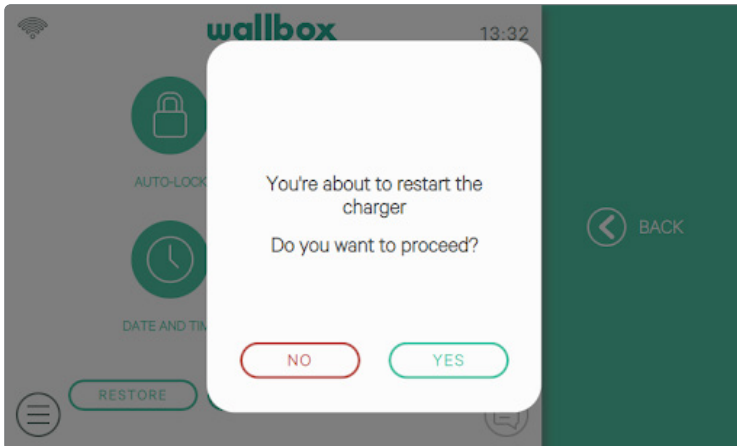 wallbox
13:32
AUTO-LOCK
You're about to restart the
charger
Do you want to proceed?
BACK
DATE AND TIM
NO
YES
RESTORE